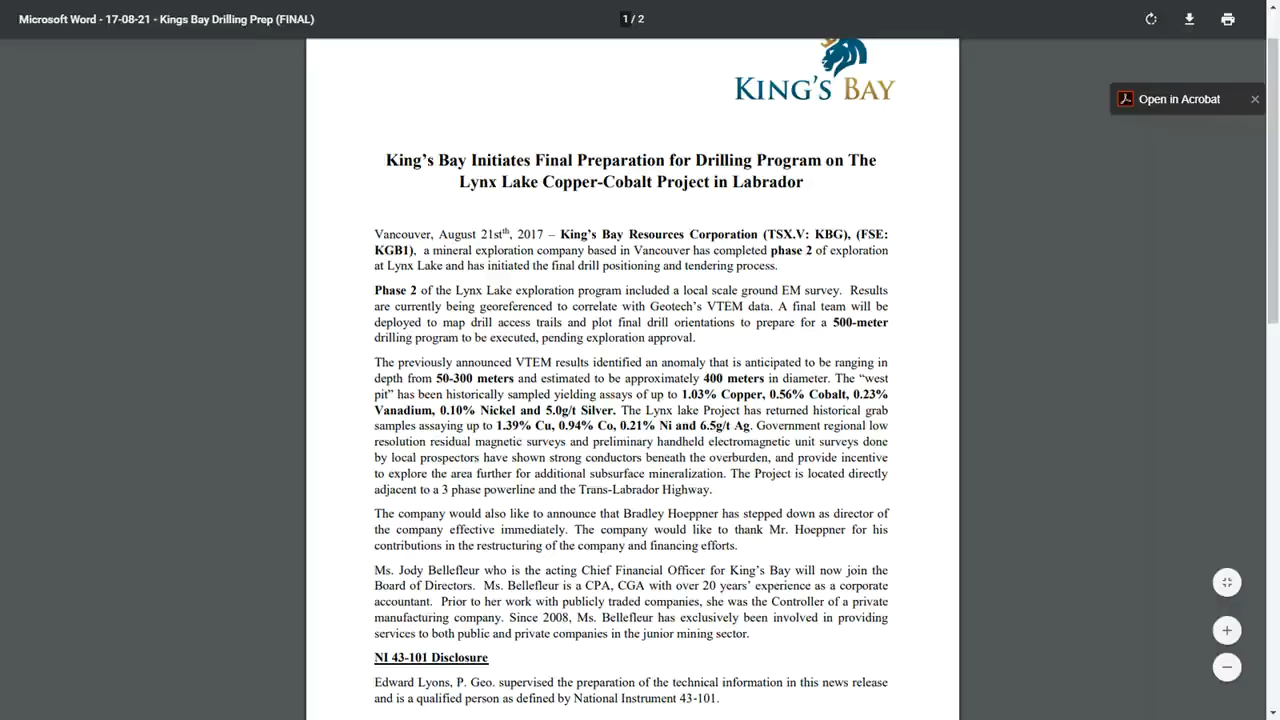 Microsoft Word - 17-08-21 - Kings Bay Drilling Prep (FINAL)
1 / 2
Open in Acrobat
KING'S BAY
King's Bay Initiates Final Preparation for Drilling Program on The
Lynx Lake Copper-Cobalt Project in Labrador
Vancouver, August 21stth, 2017 – King's Bay Resources Corporation (TSX.V: KBG), (FSE:
KGB1), a mineral exploration company based in Vancouver has completed phase 2 of exploration
at Lynx Lake and has initiated the final drill positioning and tendering process.
Phase 2 of the Lynx Lake exploration program included a local scale ground EM survey. Results
are currently being georeferenced to correlate with Geotech's VTEM data. A final team will be
deployed to map drill access trails and plot final drill orientations to prepare for a 500-meter
drilling program to be executed, pending exploration approval.
The previously announced VTEM results identified an anomaly that is anticipated to be ranging in
depth from 50-300 meters and estimated to be approximately 400 meters in diameter. The “west
pit” has been historically sampled yielding assays of up to 1.03% Copper, 0.56% Cobalt, 0.23%
Vanadium, 0.10% Nickel and 5.0g/t Silver. The Lynx lake Project has returned historical grab
samples assaying up to 1.39% Cu, 0.94% Co, 0.21% Ni and 6.5g/t Ag. Government regional low
resolution residual magnetic surveys and preliminary handheld electromagnetic unit surveys done
by local prospectors have shown strong conductors beneath the overburden, and provide incentive
to explore the area further for additional subsurface mineralization. The Project is located directly
adjacent to a 3 phase powerline and the Trans-Labrador Highway.
The company would also like to announce that Bradley Hoeppner has stepped down as director of
the company effective immediately. The company would like to thank Mr. Hoeppner for his
contributions in the restructuring of the company and financing efforts.
Ms. Jody Bellefleur who is the acting Chief Financial Officer for King's Bay will now join the
Board of Directors. Ms. Bellefleur is a CPA, CGA with over 20 years' experience as a corporate
accountant. Prior to her work with publicly traded companies, she was the Controller of a private
manufacturing company. Since 2008, Ms. Bellefleur has exclusively been involved in providing
services to both public and private companies in the junior mining sector.
NI 43-101 Disclosure
Edward Lyons, P. Geo. supervised the preparation of the technical information in this news release
and is a qualified person as defined by National Instrument 43-101.